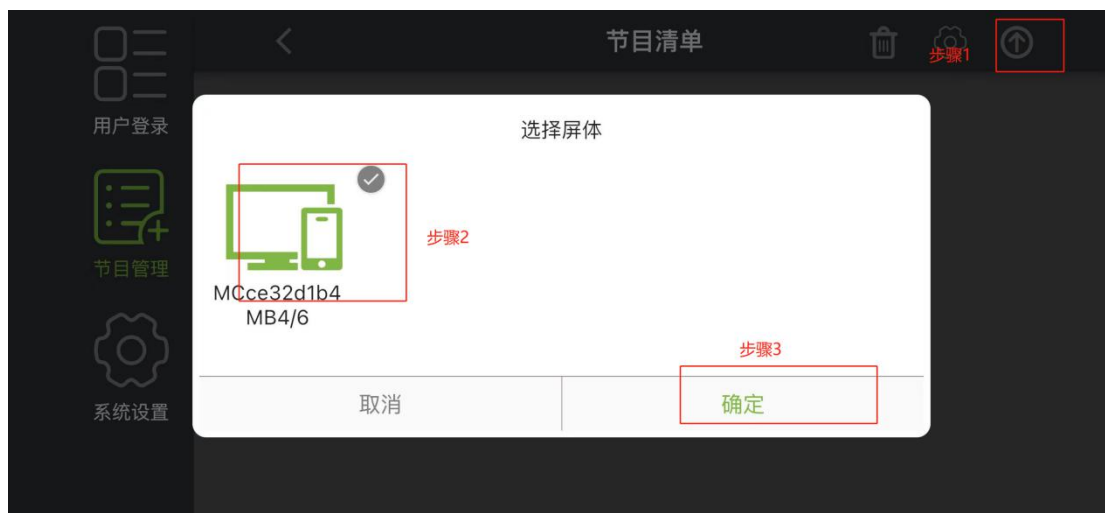 节目清单
步骤1
用户登录
选择屏体
步骤2
节目管理
MCce32d1b4
MB4/6
步骤3
取消
确定
系统设置